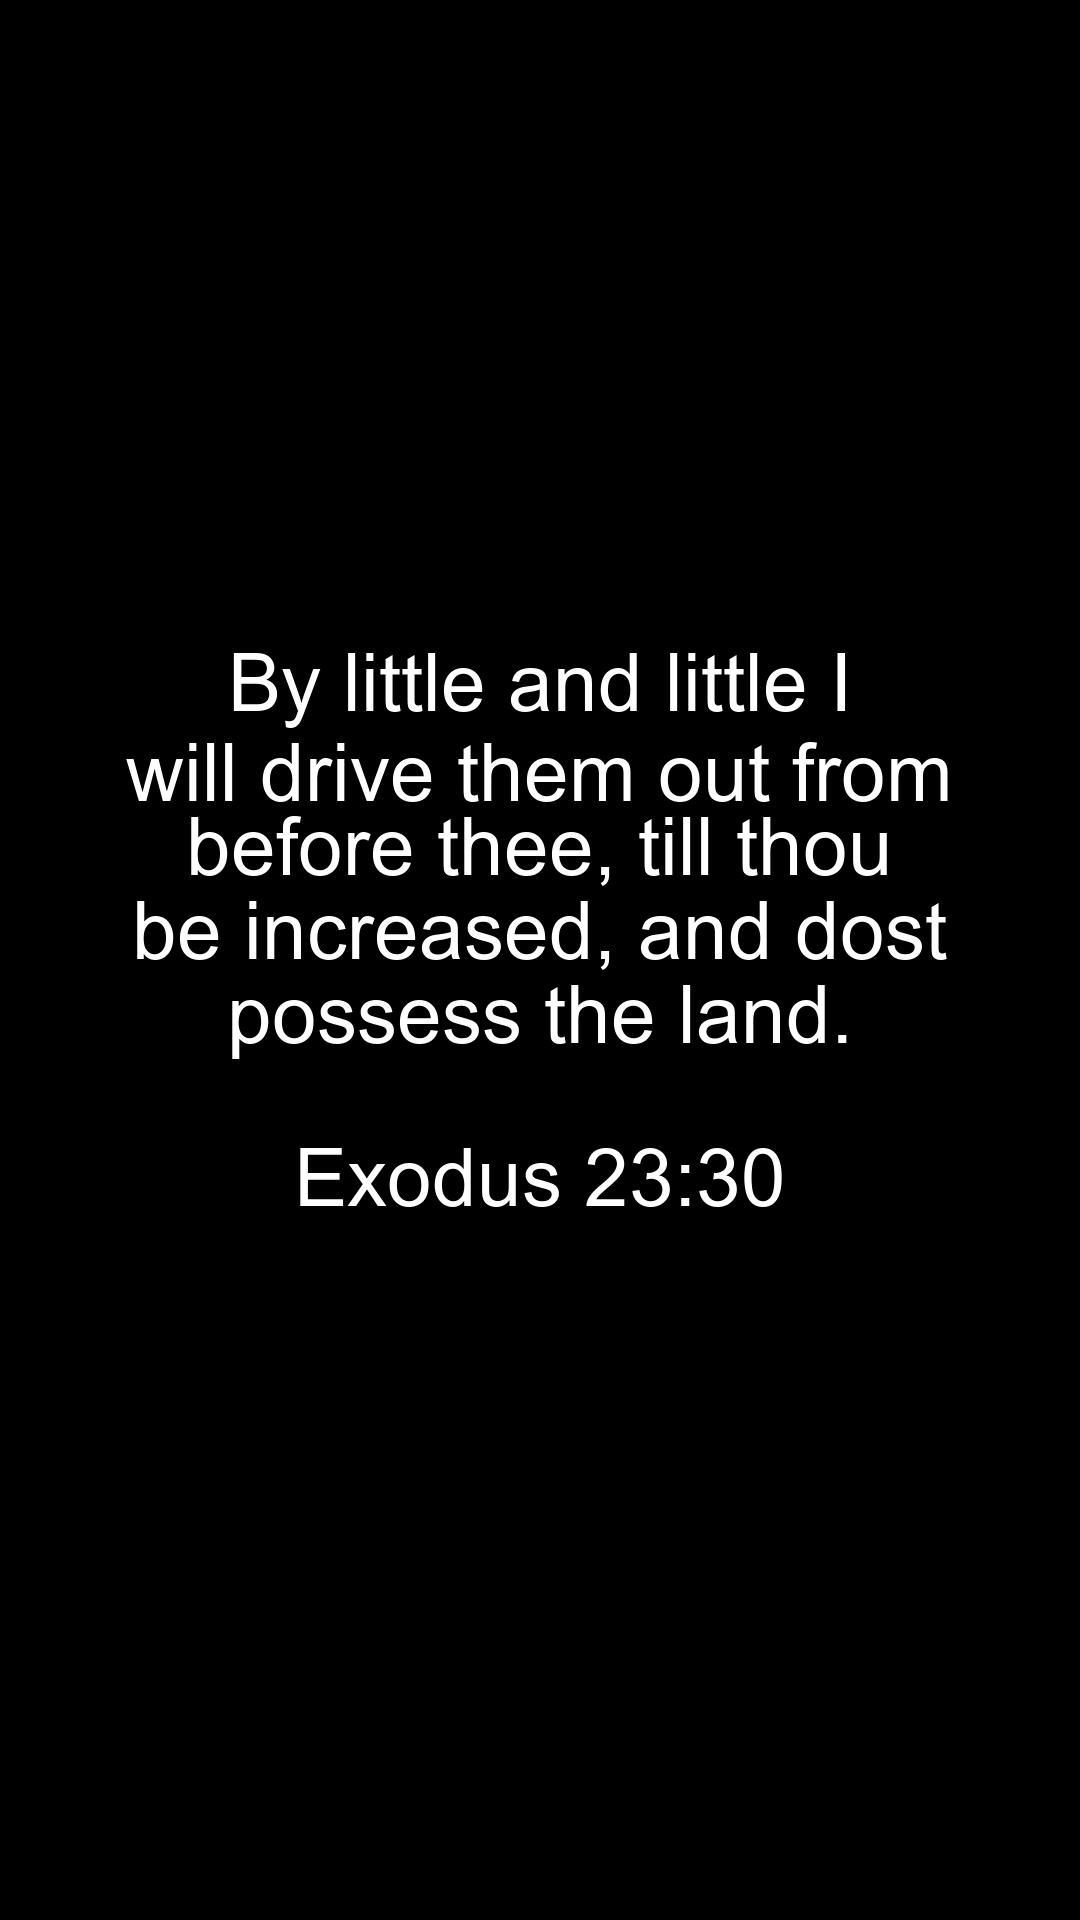 By little and little I
will drive them out from
before thee, till thou
be increased, and dost
possess the land.
Exodus 23:30